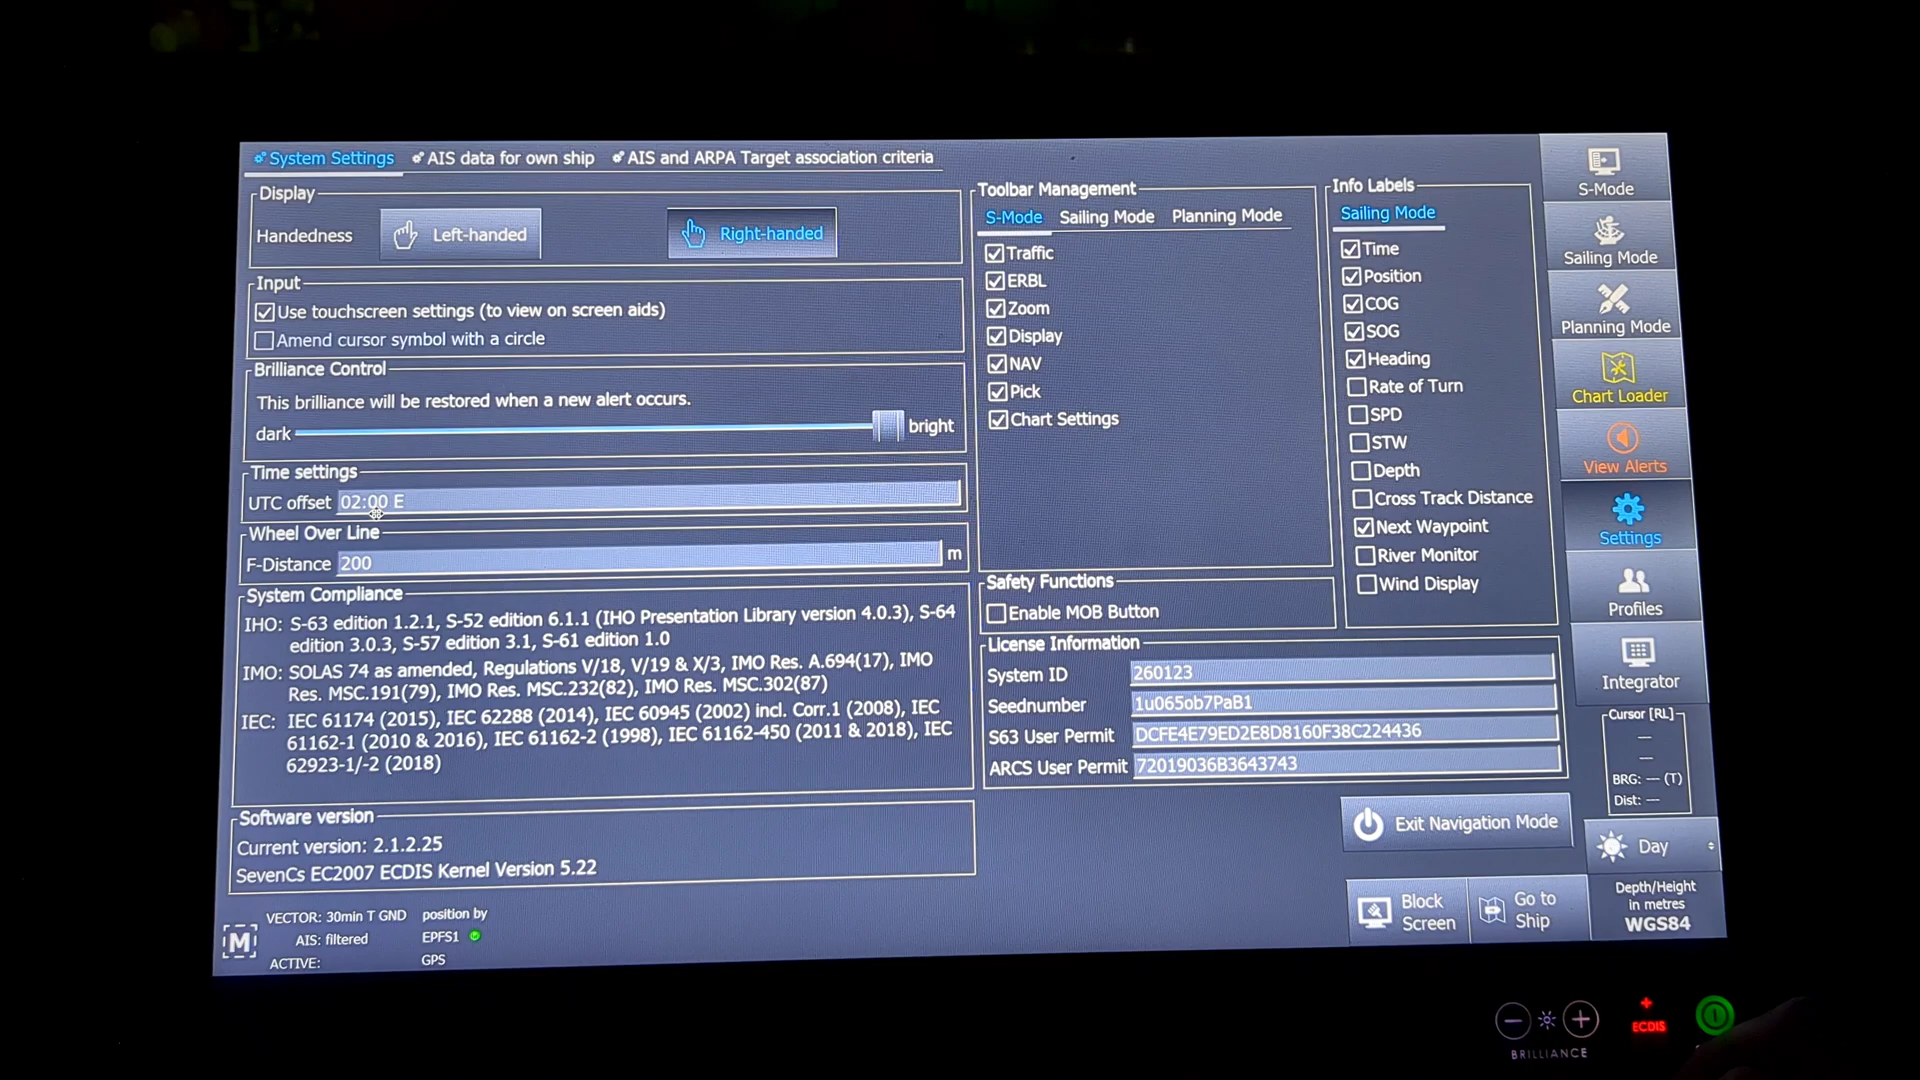 System Settings
AIS data for own ship
AIS and ARPA Target association criteria
Display
Handedness
Left-handed
Right-handed
Input
Use touchscreen settings (to view on screen aids)
Amend cursor symbol with a circle
Brilliance Control
This brilliance will be restored when a new alert occurs.
dark
bright
Time settings
UTC offset 02:00 E
Wheel Over Line
F-Distance 200 m
System Compliance
IHO: S-63 edition 1.2.1, S-52 edition 6.1.1 (IHO Presentation Library version 4.0.3), S-64
edition 3.0.3, S-57 edition 3.1, S-61 edition 1.0
IMO: SOLAS 74 as amended, Regulations V/18, V/19 & X/3, IMO Res. A.694(17), IMO
Res. MSC.191(79), IMO Res. MSC.232(82), IMO Res. MSC.302(87)
IEC: IEC 61174 (2015), IEC 62288 (2014), IEC 60945 (2002) incl. Corr.1 (2008), IEC
61162-1 (2010 & 2016), IEC 61162-2 (1998), IEC 61162-450 (2011 & 2018), IEC
62923-1/-2 (2018)
Software version
Current version: 2.1.2.25
SevenCs EC2007 ECDIS Kernel Version 5.22
Toolbar Management
S-Mode
Sailing Mode
Planning Mode
Traffic
ERBL
Zoom
Display
NAV
Pick
Chart Settings
Info Labels
Sailing Mode
Time
Position
COG
SOG
Heading
Rate of Turn
SPD
STW
Depth
Cross Track Distance
Next Waypoint
River Monitor
Wind Display
Safety Functions
Enable MOB Button
License Information
System ID 260123
Seednumber 1u065ob7PaB1
S63 User Permit DCFE4E79ED2E8D8160F38C224436
ARCS User Permit 72019036B3643743
Exit Navigation Mode
Block
Screen
Go to
Ship
S-Mode
Sailing Mode
Planning Mode
Chart Loader
View Alerts
Settings
Profiles
Integrator
Cursor [RL]
---
---
BRG: --- (T)
Dist: ---
Day
Depth/Height
in metres
WGS84
M
VECTOR: 30min T GND
AIS: filtered
ACTIVE:
position by
EPFS1
GPS
BRILLIANCE
ECDIS